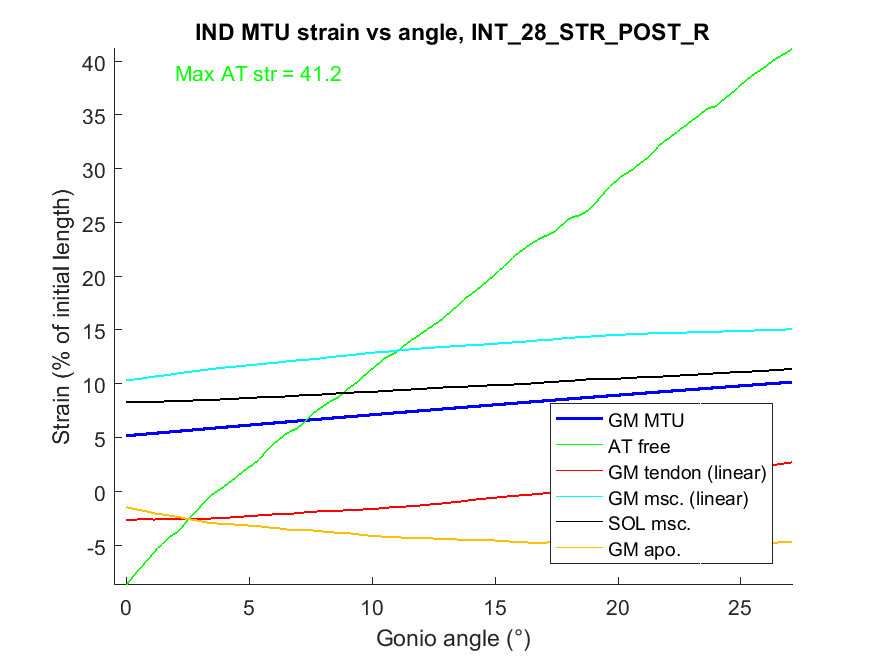 IND MTU strain vs angle, INT_28_STR_POST_R
Max AT str = 41.2
Strain (% of initial length)
40
35
30
25
20
15
10
5
0
-5
GM MTU
AT free
GM tendon (linear)
GM msc. (linear)
SOL msc.
GM apo.
0 5 10 15 20 25
Gonio angle (°)